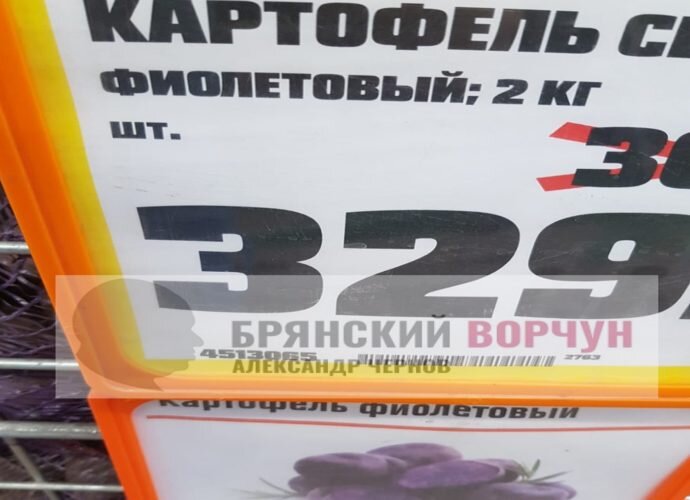 КАРТОФЕЛЬ
ФИОЛЕТОВЫЙ; 2 КГ
ШТ.
329
БРЯНСКИЙ ВОРЧУН
АЛЕКСАНДР ЧЕРНОВ
4513065
2763
Картофель фиолетовый